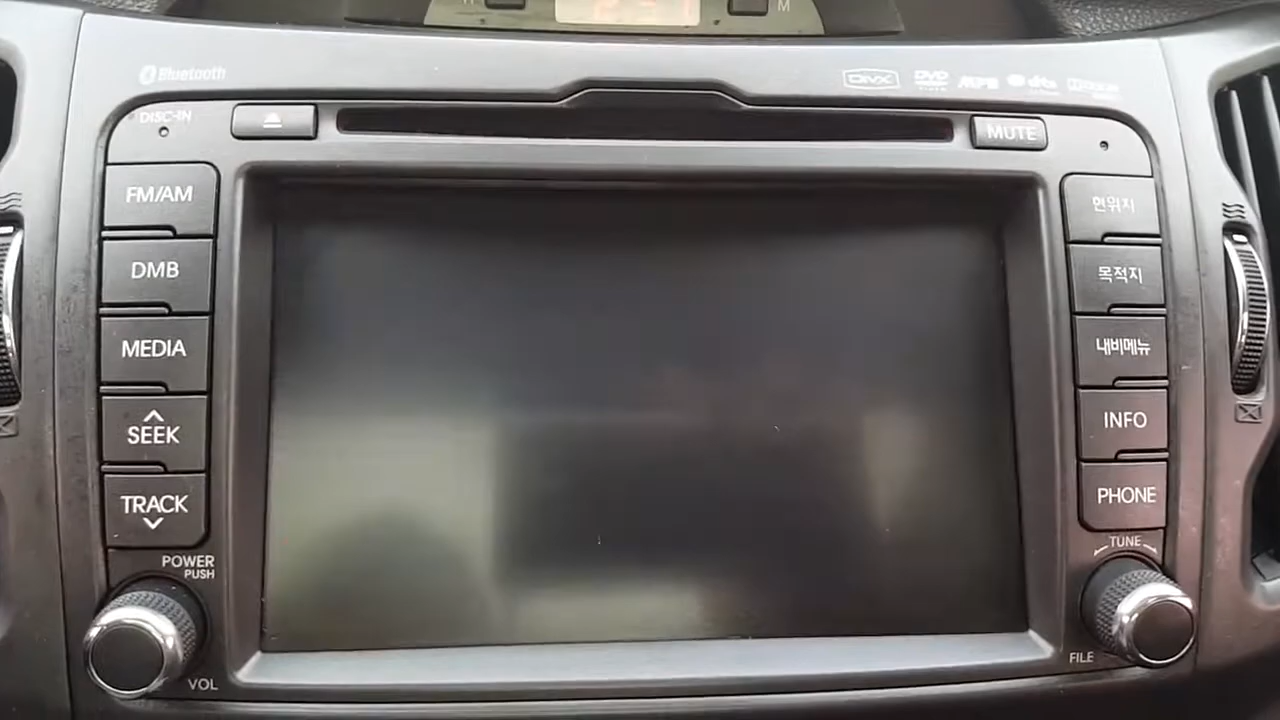 H
M
Bluetooth
DIVX
DVD
MP3
dts
DISC-IN
MUTE
FM/AM
DMB
MEDIA
SEEK
TRACK
POWER
PUSH
VOL
현위치
목적지
내비메뉴
INFO
PHONE
TUNE
FILE